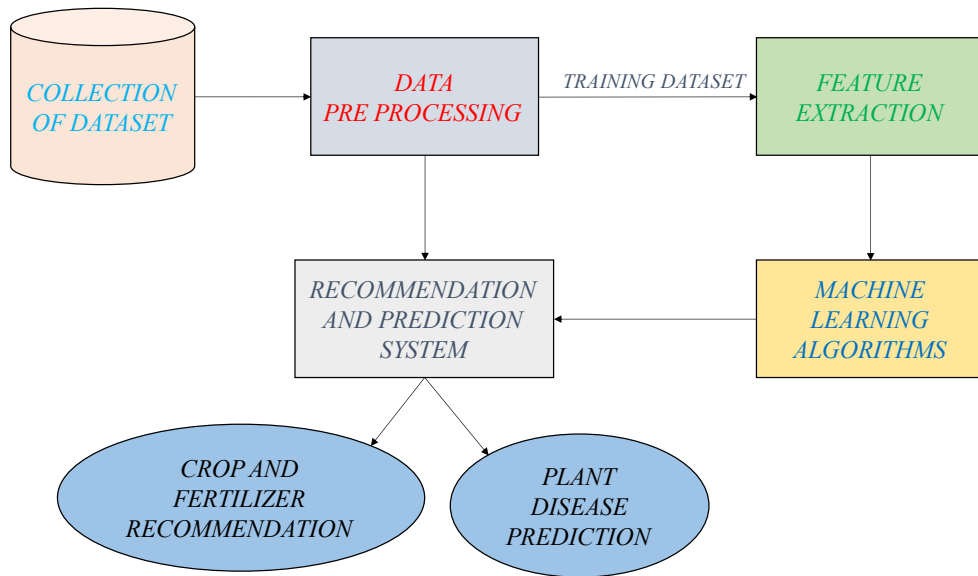 COLLECTION
OF DATASET
DATA
PRE PROCESSING
TRAINING DATASET
FEATURE
EXTRACTION
RECOMMENDATION
AND PREDICTION
SYSTEM
MACHINE
LEARNING
ALGORITHMS
CROP AND
FERTILIZER
RECOMMENDATION
PLANT
DISEASE
PREDICTION